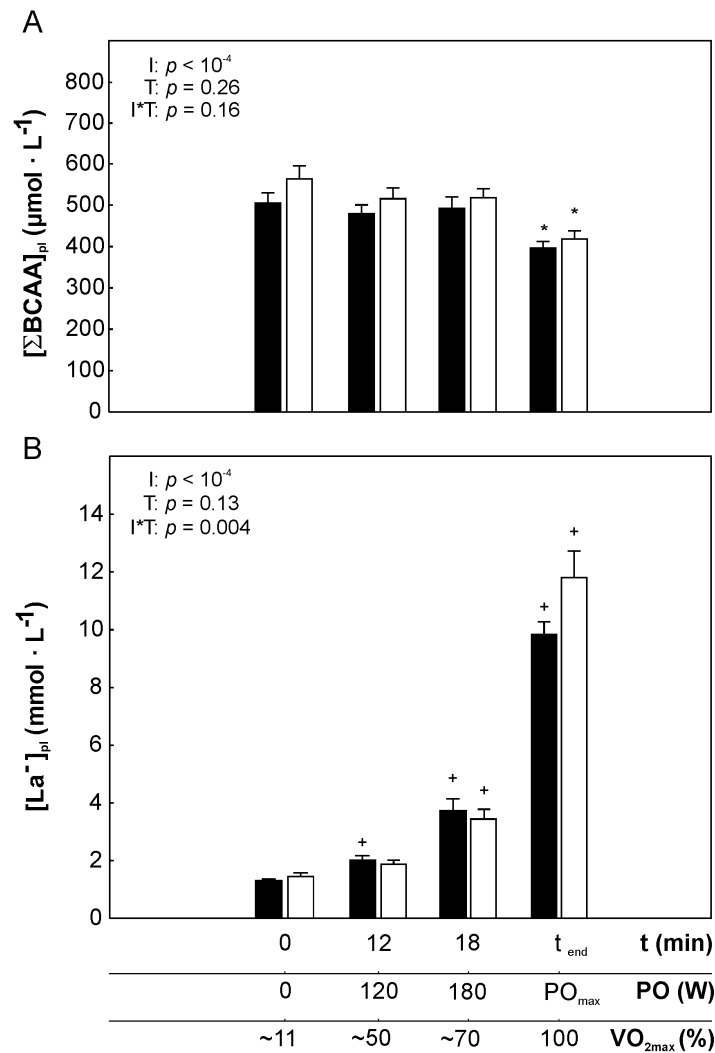 A
I: p < 10-4
T: p = 0.26
I*T: p = 0.16
800
700
600
500
400
300
200
100
0
[ΣBCAA]pl (µmol · L-1)
* *
B
I: p < 10-4
T: p = 0.13
I*T: p = 0.004
14
12
10
8
6
4
2
0
[La-]pl (mmol · L-1)
+ + + + +
0 12 18 t end t (min)
0 120 180 POmax PO (W)
~11 ~50 ~70 100 VO2max (%)